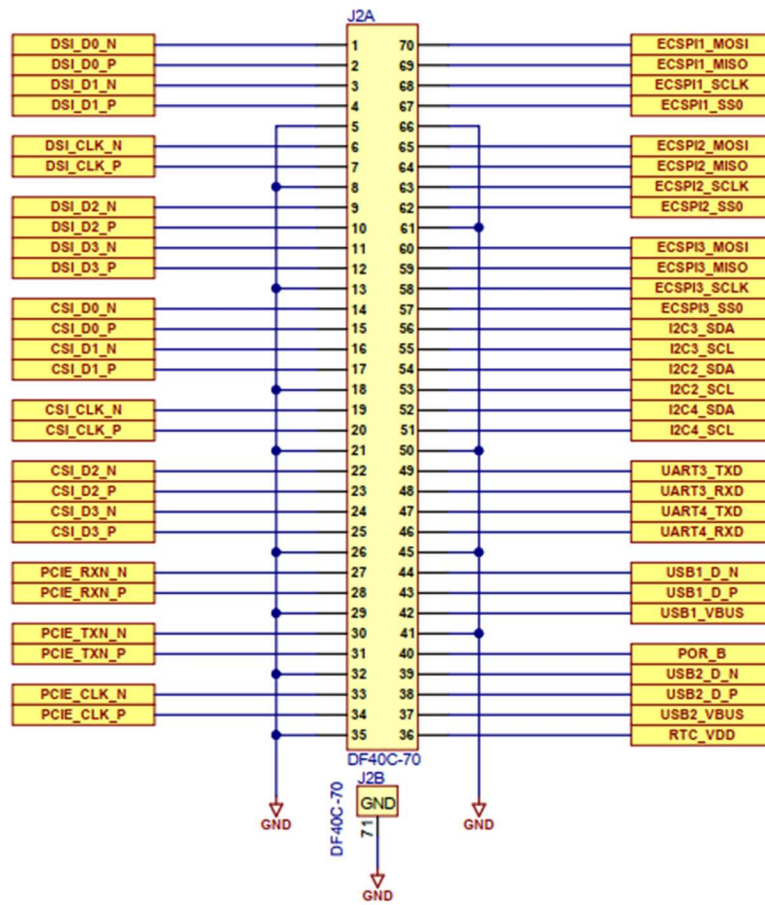 J2A
DSI_D0_N 1 70 ECSPI1_MOSI
DSI_D0_P 2 69 ECSPI1_MISO
DSI_D1_N 3 68 ECSPI1_SCLK
DSI_D1_P 4 67 ECSPI1_SS0
5 66
DSI_CLK_N 6 65 ECSPI2_MOSI
DSI_CLK_P 7 64 ECSPI2_MISO
8 63 ECSPI2_SCLK
DSI_D2_N 9 62 ECSPI2_SS0
DSI_D2_P 10 61
DSI_D3_N 11 60 ECSPI3_MOSI
DSI_D3_P 12 59 ECSPI3_MISO
13 58 ECSPI3_SCLK
CSI_D0_N 14 57 ECSPI3_SS0
CSI_D0_P 15 56 I2C3_SDA
CSI_D1_N 16 55 I2C3_SCL
CSI_D1_P 17 54 I2C2_SDA
18 53 I2C2_SCL
CSI_CLK_N 19 52 I2C4_SDA
CSI_CLK_P 20 51 I2C4_SCL
21 50
CSI_D2_N 22 49 UART3_TXD
CSI_D2_P 23 48 UART3_RXD
CSI_D3_N 24 47 UART4_TXD
CSI_D3_P 25 46 UART4_RXD
26 45
PCIE_RXN_N 27 44 USB1_D_N
PCIE_RXN_P 28 43 USB1_D_P
29 42 USB1_VBUS
PCIE_TXN_N 30 41
PCIE_TXN_P 31 40 POR_B
32 39 USB2_D_N
PCIE_CLK_N 33 38 USB2_D_P
PCIE_CLK_P 34 37 USB2_VBUS
35 36 RTC_VDD
DF40C-70
J2B
DF40C-70
GND
71
GND
GND
GND